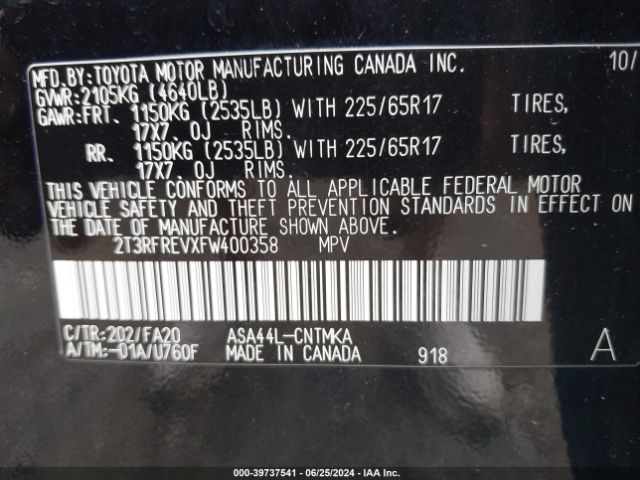 MFD.BY:TOYOTA MOTOR MANUFACTURING CANADA INC. 10/
GVWR:2105KG (4640LB)
GAWR:FRT. 1150KG (2535LB) WITH 225/65R17 TIRES,
17X7.0J RIMS.
RR. 1150KG (2535LB) WITH 225/65R17 TIRES,
17X7.0J RIMS.
THIS VEHICLE CONFORMS TO ALL APPLICABLE FEDERAL MOTOR
VEHICLE SAFETY AND THEFT PREVENTION STANDARDS IN EFFECT ON
THE DATE OF MANUFACTURE SHOWN ABOVE.
2T3RFREVXFW400358 MPV
C/TR:202/FA20 ASA44L-CNTMKA
A/TM:-01A/U760F MADE IN CANADA 918 A
000-39737541 - 06/25/2024 - IAA Inc.